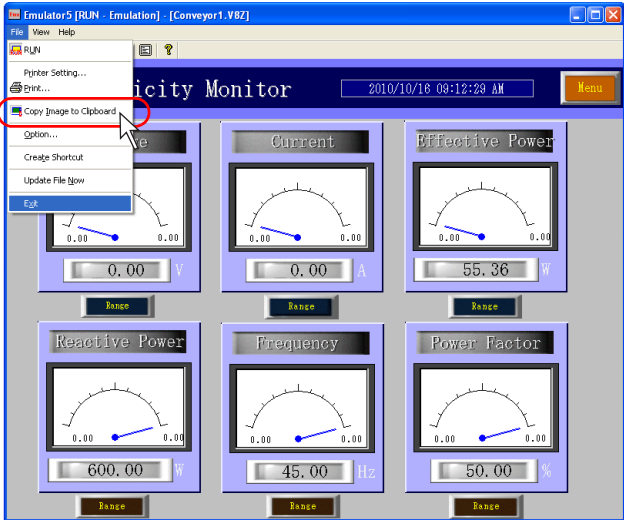 Emulator5 [RUN - Emulation] - [Conveyor1.V8Z]
File View Help
RUN
Printer Setting...
Print...
Copy Image to Clipboard
Option...
Create Shortcut
Update File Now
Exit
icity Monitor
2010/10/16 09:12:29 AM
Menu
e
Current
Effective Power
0.00 0.00
0.00 0.00
0.00 0.00
0.00 V
0.00 A
55.36 W
Range
Range
Range
Reactive Power
Frequency
Power Factor
0.00 0.00
0.00 0.00
0.00 0.00
600.00 W
45.00 Hz
50.00 %
Range
Range
Range